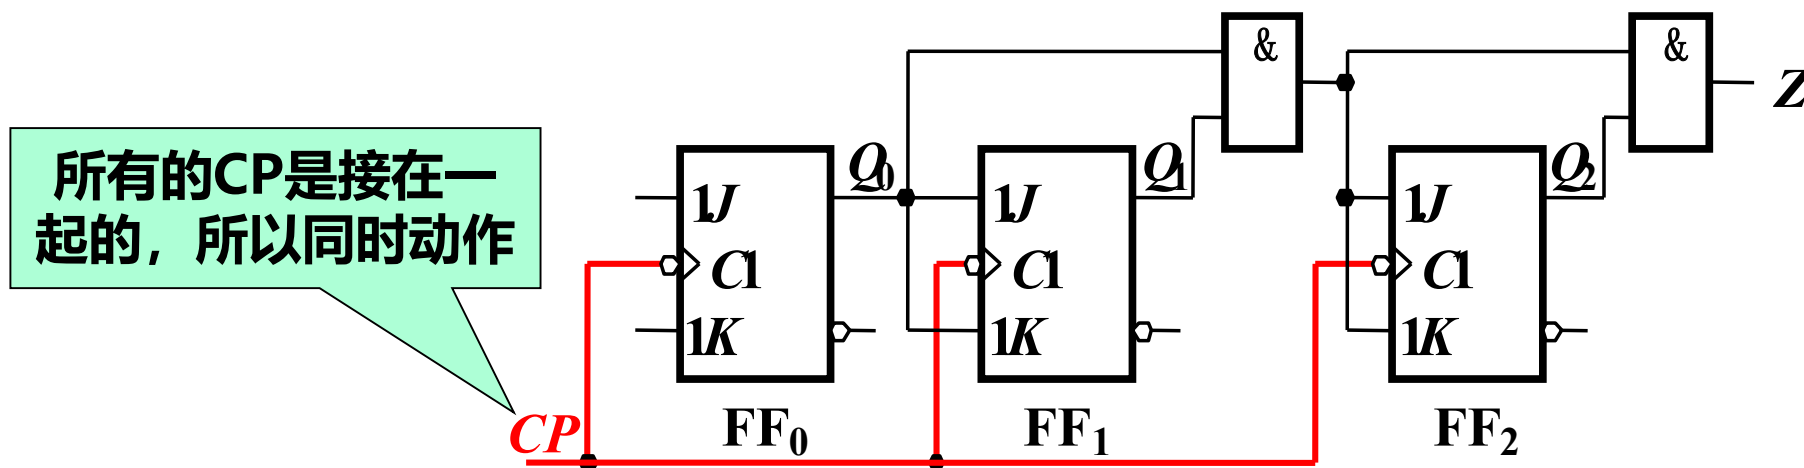 & &
Z
所有的CP是接在一
起的，所以同时动作
Q0 Q1 Q2
1J 1J 1J
C1 C1 C1
1K 1K 1K
CP FF0 FF1 FF2